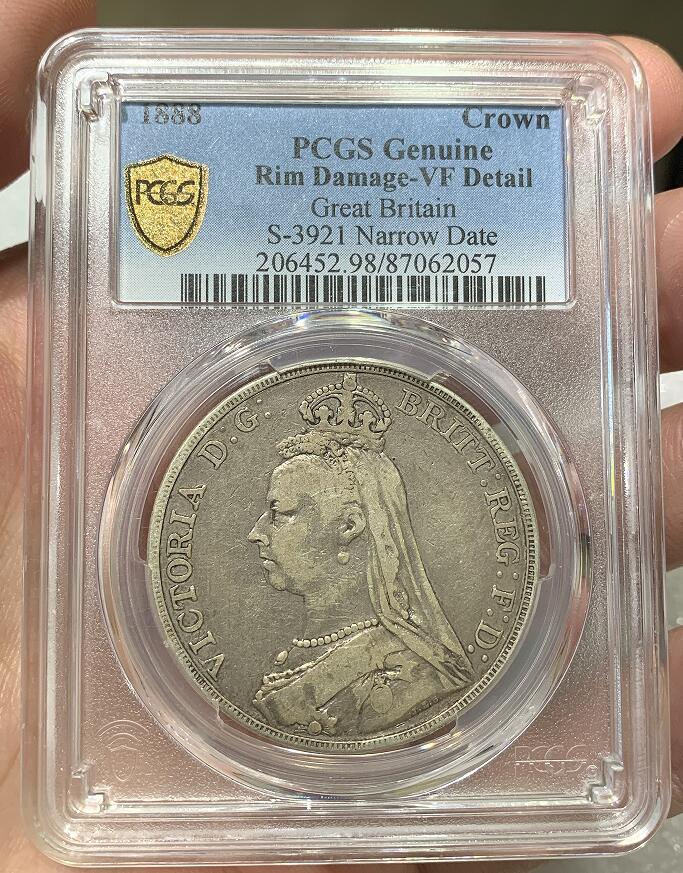 1888 Crown
PCGS Genuine
PCGS
Rim Damage-VF Detail
Great Britain
S-3921 Narrow Date
206452.98/87062057
VICTORIA D.G. BRITT:REG:F:D:
PCGS